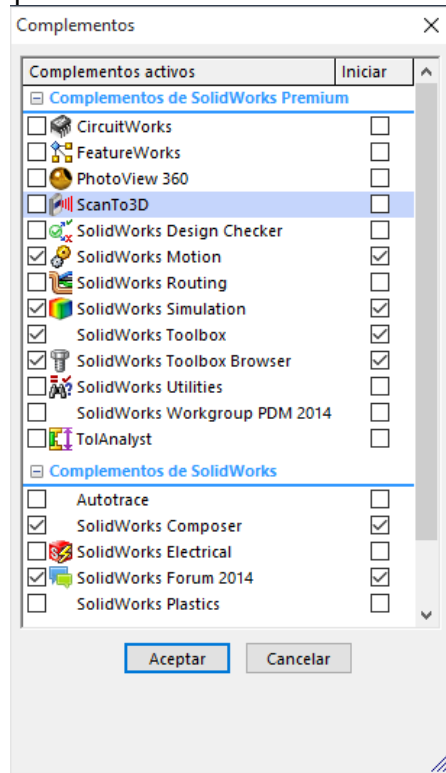 Complementos
Complementos activos Iniciar
Complementos de SolidWorks Premium
CircuitWorks
FeatureWorks
PhotoView 360
ScanTo3D
SolidWorks Design Checker
SolidWorks Motion
SolidWorks Routing
SolidWorks Simulation
SolidWorks Toolbox
SolidWorks Toolbox Browser
SolidWorks Utilities
SolidWorks Workgroup PDM 2014
TolAnalyst
Complementos de SolidWorks
Autotrace
SolidWorks Composer
SolidWorks Electrical
SolidWorks Forum 2014
SolidWorks Plastics
Aceptar Cancelar